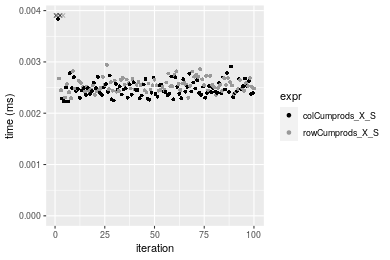 0.004
0.003
0.002
0.001
0.000
time (ms)
0
25
50
75
100
iteration
expr
colCumprods_X_S
rowCumprods_X_S